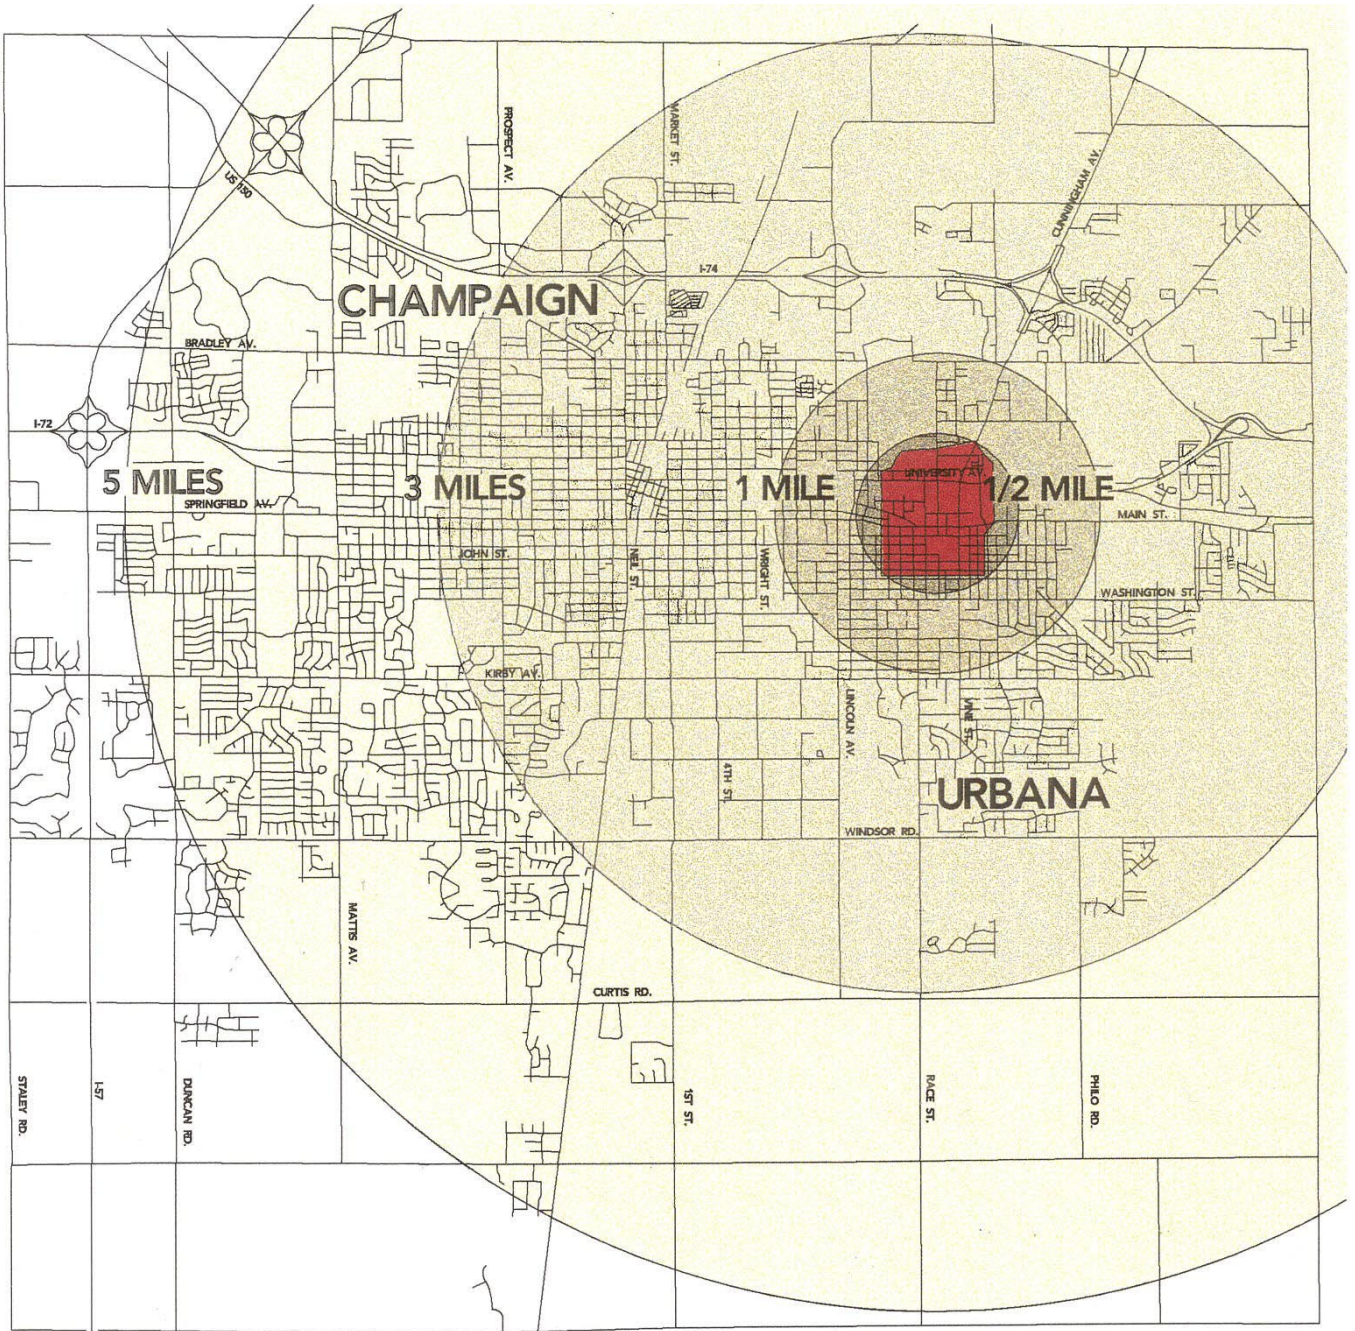 PROSPECT AV.
MARKET ST.
CUNNINGHAM AV.
US 150
I-74
CHAMPAIGN
BRADLEY AV.
I-72
5 MILES
3 MILES
1 MILE
UNIVERSITY AV.
1/2 MILE
SPRINGFIELD AV.
MAIN ST.
JOHN ST.
NEIL ST.
WRIGHT ST.
WASHINGTON ST.
KIRBY AV.
LINCOLN AV.
VINE ST.
4TH ST.
URBANA
WINDSOR RD.
MATTIS AV.
CURTIS RD.
STALEY RD.
I-57
DUNCAN RD.
1ST ST.
RACE ST.
PHILO RD.